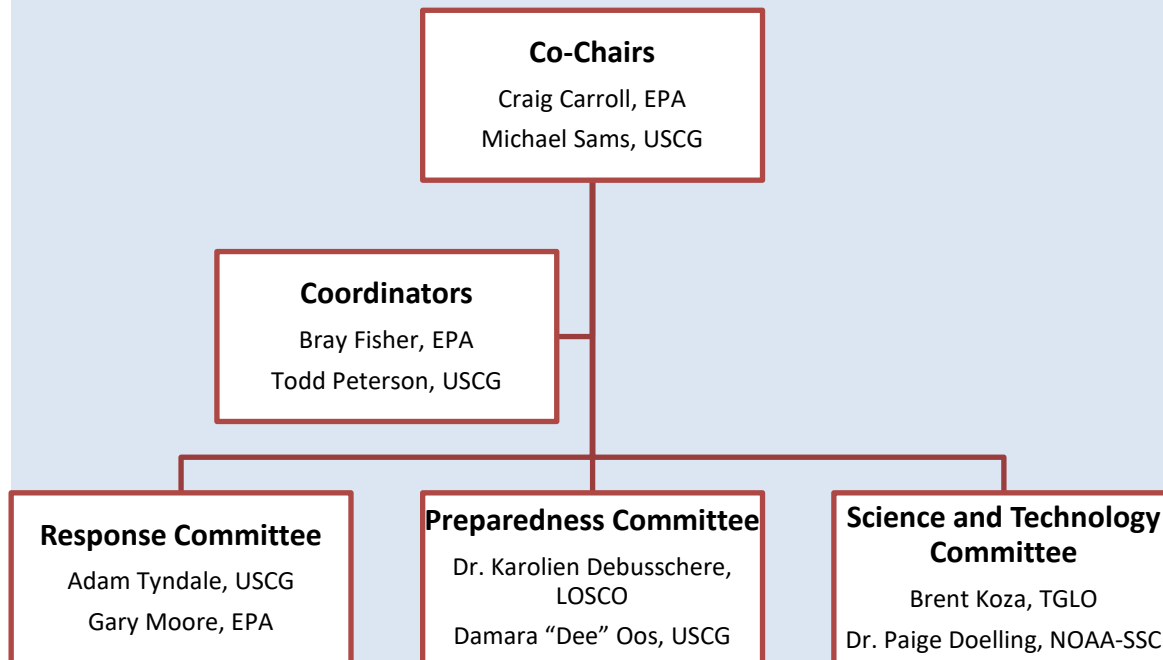 Co-Chairs
Craig Carroll, EPA
Michael Sams, USCG
Coordinators
Bray Fisher, EPA
Todd Peterson, USCG
Response Committee
Adam Tyndale, USCG
Gary Moore, EPA
Preparedness Committee
Dr. Karolien Debusschere,
LOSCO
Damara “Dee” Oos, USCG
Science and Technology
Committee
Brent Koza, TGLO
Dr. Paige Doelling, NOAA-SSC